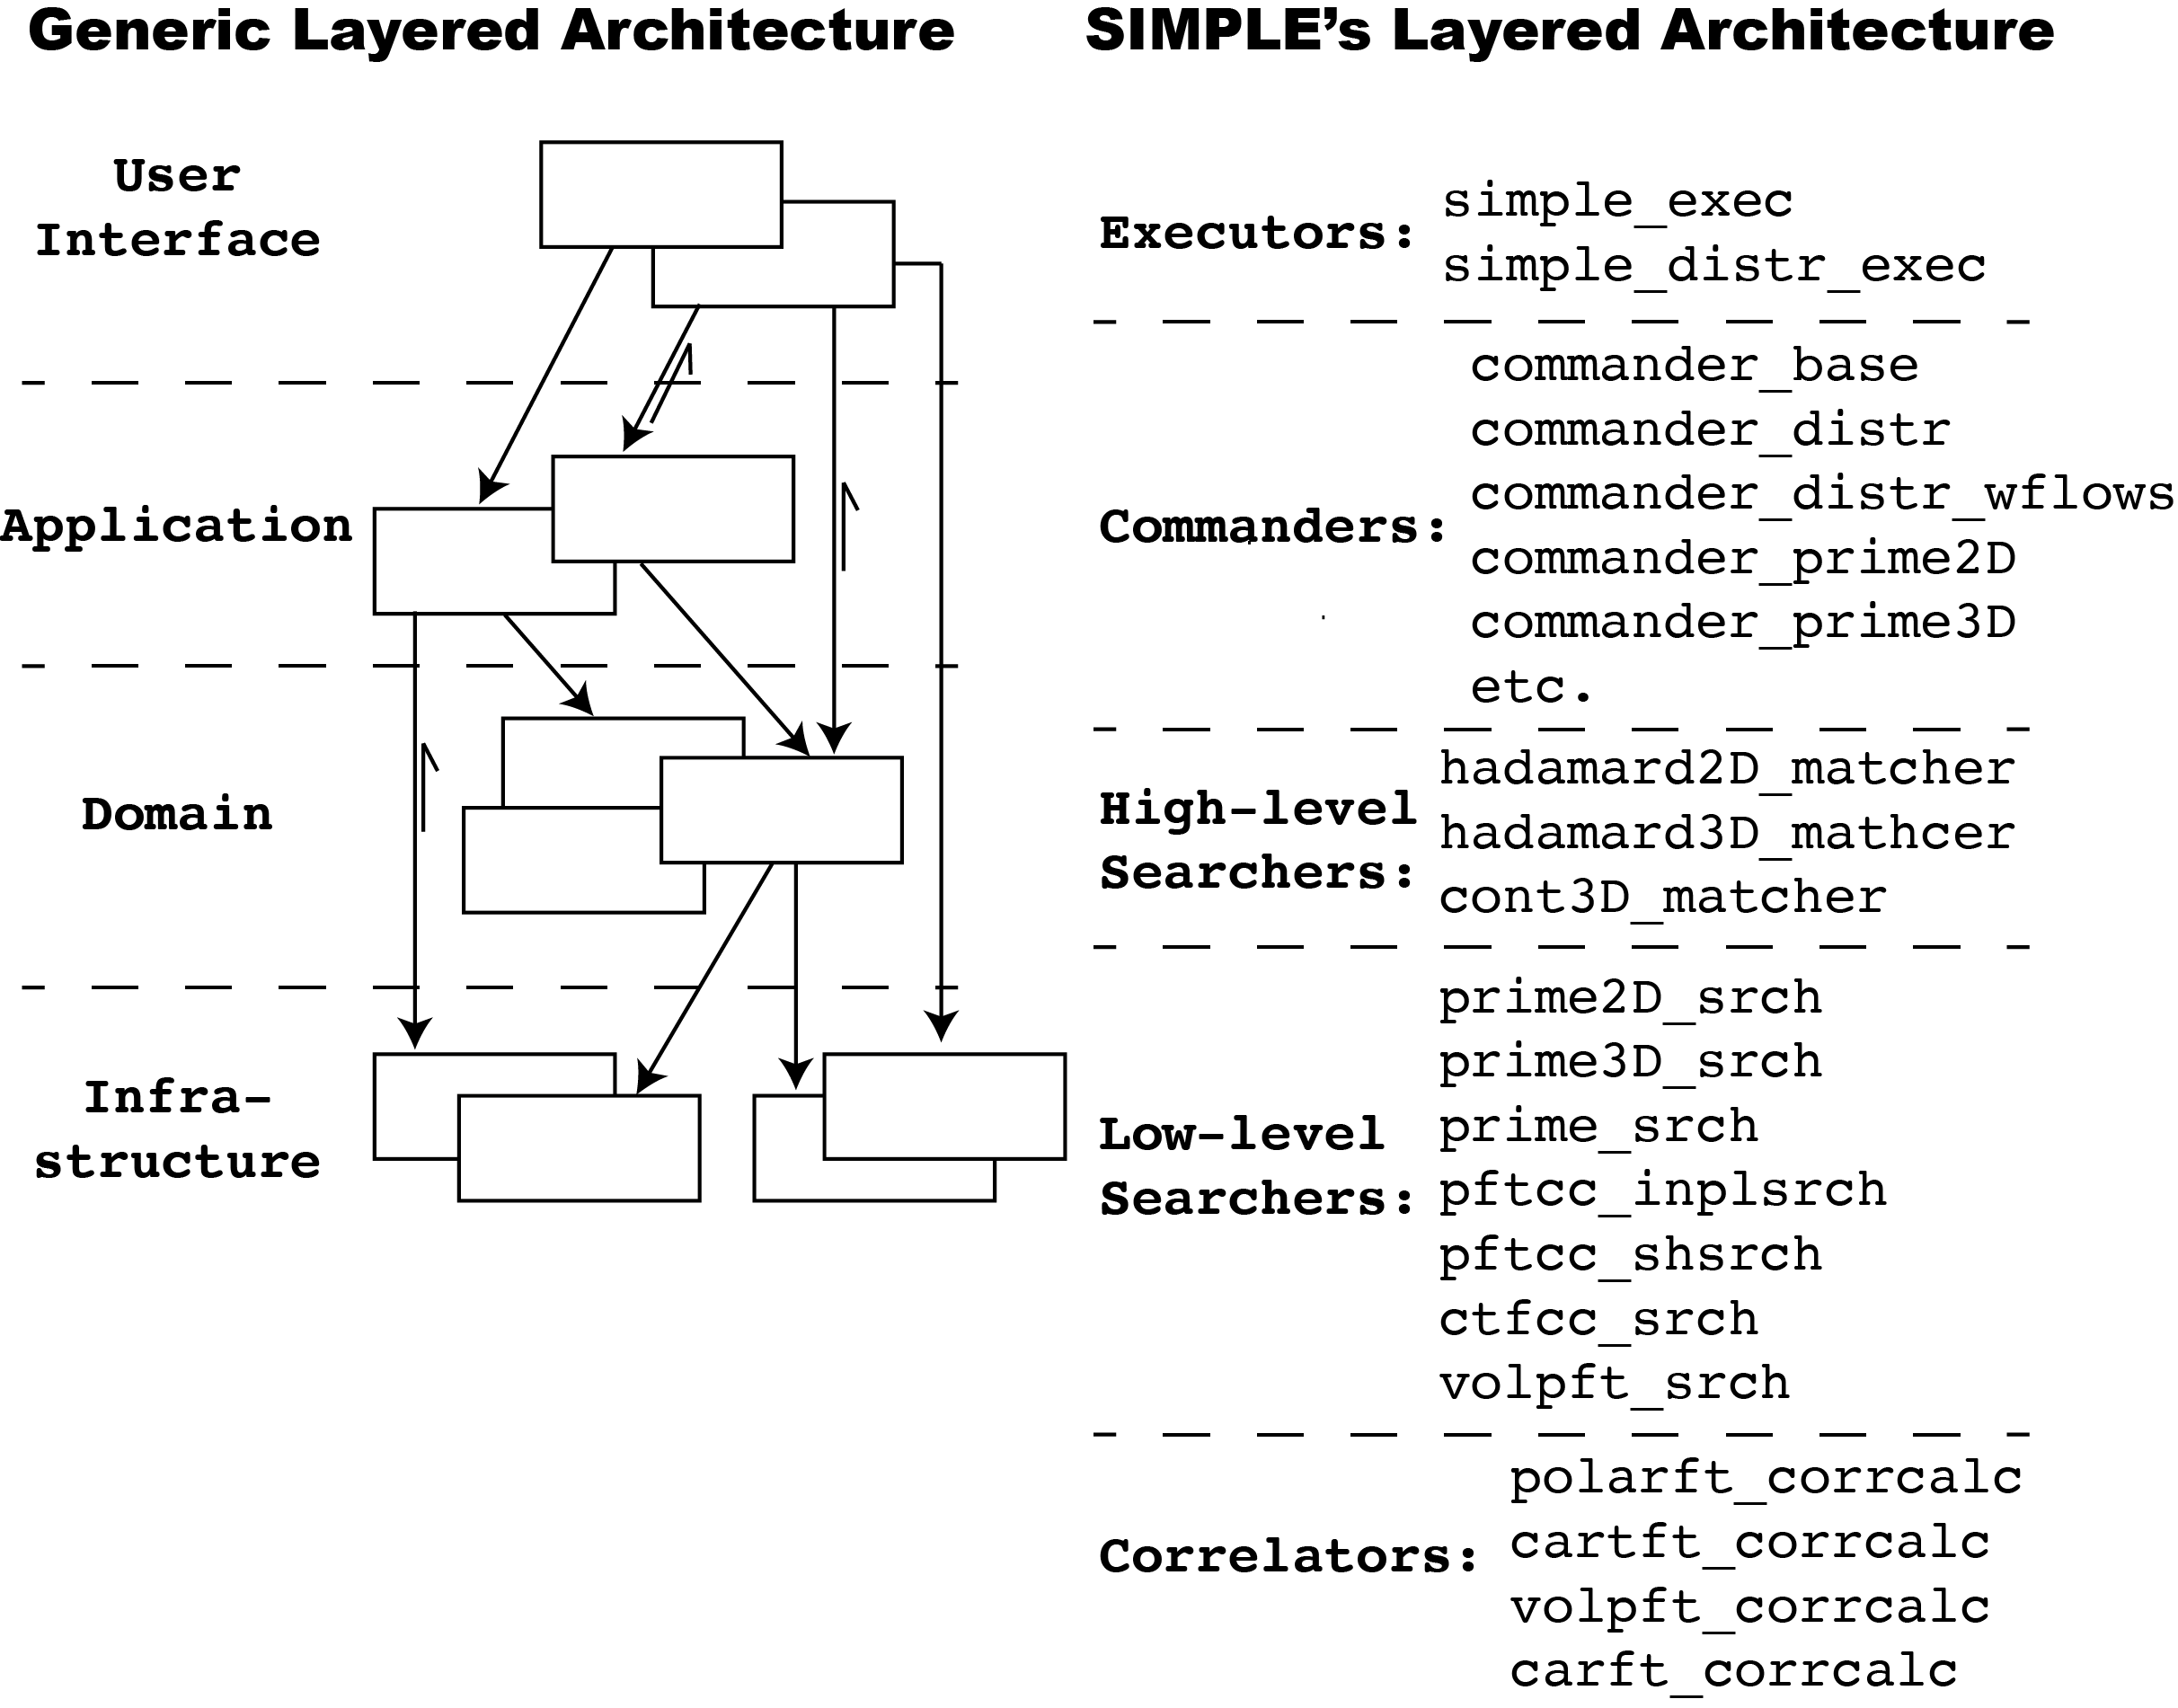 Generic Layered Architecture
User
Interface
Application
Domain
Infra-
structure
SIMPLE’s Layered Architecture
Executors:
simple_exec
simple_distr_exec
Commanders:
commander_base
commander_distr
commander_distr_wflows
commander_prime2D
commander_prime3D
etc.
High-level
Searchers:
hadamard2D_matcher
hadamard3D_mathcer
cont3D_matcher
Low-level
Searchers:
prime2D_srch
prime3D_srch
prime_srch
pftcc_inplsrch
pftcc_shsrch
ctfcc_srch
volpft_srch
Correlators:
polarft_corrcalc
cartft_corrcalc
volpft_corrcalc
carft_corrcalc